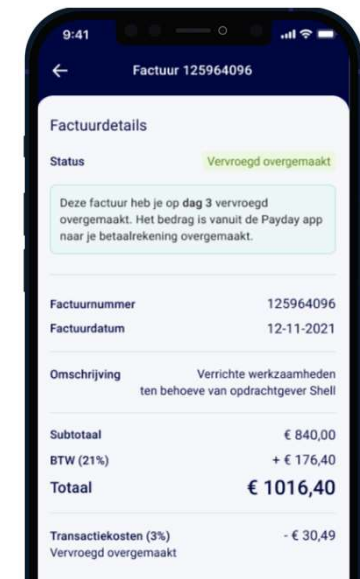 9:41
Factuur 125964096
Factuurdetails
Status Vervroegd overgemaakt
Deze factuur heb je op dag 3 vervroegd
overgemaakt. Het bedrag is vanuit de Payday app
naar je betaalrekening overgemaakt.
Factuurnummer 125964096
Factuurdatum 12-11-2021
Omschrijving Verrichte werkzaamheden
ten behoeve van opdrachtgever Shell
Subtotaal € 840,00
BTW (21%) + € 176,40
Totaal € 1016,40
Transactiekosten (3%) - € 30,49
Vervroegd overgemaakt